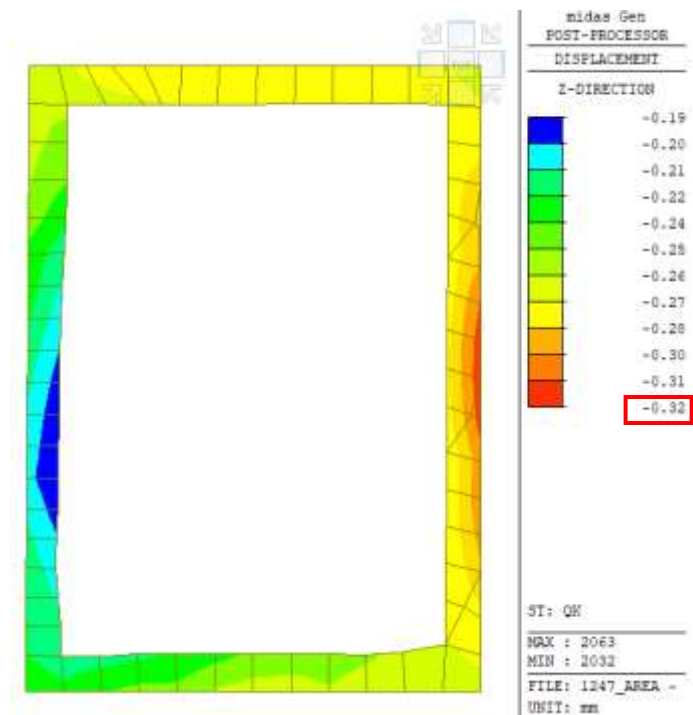 midas Gen
POST-PROCESSOR
DISPLACEMENT
Z-DIRECTION
-0.19
-0.20
-0.21
-0.22
-0.24
-0.25
-0.26
-0.27
-0.28
-0.30
-0.31
-0.32
ST: QK
MAX : 2063
MIN : 2032
FILE: 1247_AREA -
UNIT: mm